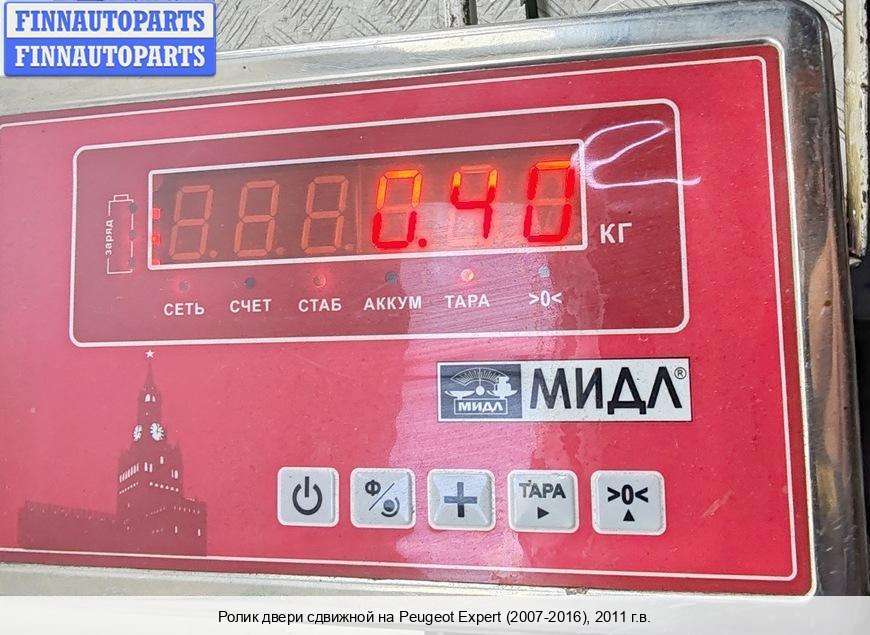 FINNAUTOPARTS
FINNAUTOPARTS
заряд
0.40
КГ
СЕТЬ СЧЕТ СТАБ АККУМ ТАРА >0<
МИДЛ МИДЛ®
Ф
ТАРА >0<
Ролик двери сдвижной на Peugeot Expert (2007-2016), 2011 г.в.